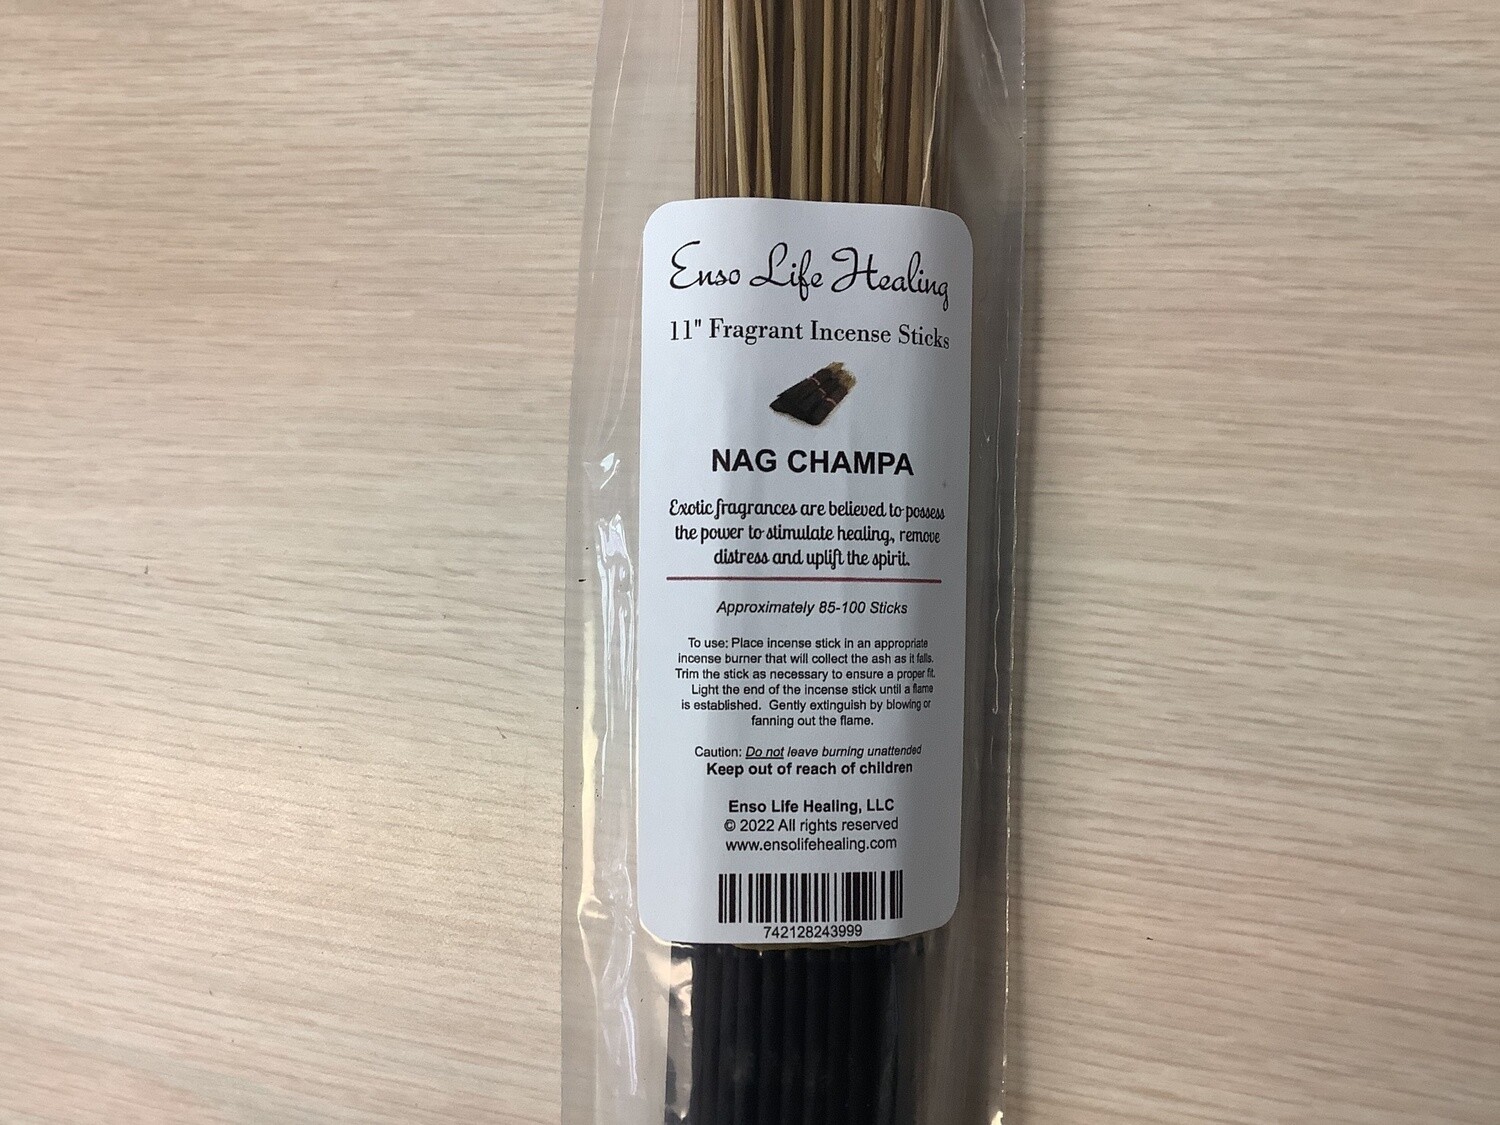 Enso Life Healing
11" Fragrant Incense Sticks
NAG CHAMPA
Exotic fragrances are believed to possess
the power to stimulate healing, remove
distress and uplift the spirit.
Approximately 85-100 Sticks
To use: Place incense stick in an appropriate
incense burner that will collect the ash as it falls.
Trim the stick as necessary to ensure a proper fit.
Light the end of the incense stick until a flame
is established. Gently extinguish by blowing or
fanning out the flame.
Caution: Do not leave burning unattended
Keep out of reach of children
Enso Life Healing, LLC
© 2022 All rights reserved
www.ensolifehealing.com
742128243999